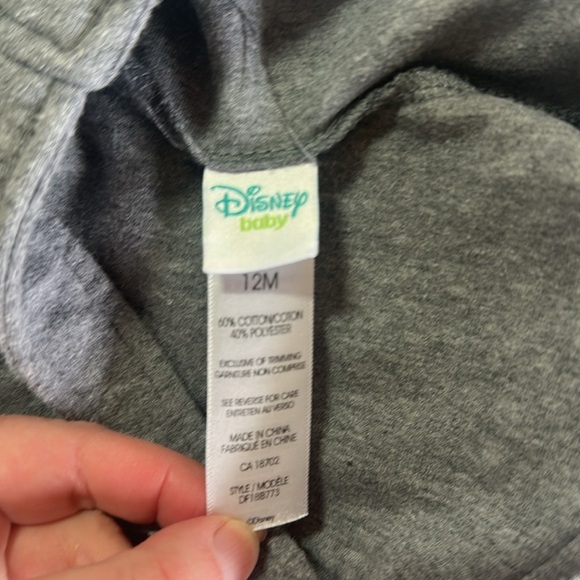 Disney
baby
12M
60% COTTON/COTON
40% POLYESTER
EXCLUSIVE OF TRIMMING
GARNITURE NON COMPRISE
SEE REVERSE FOR CARE
ENTRETIEN AU VERSO
MADE IN CHINA
FABRIQUÉ EN CHINE
CA 18702
STYLE / MODÈLE
DF18B773
©Disney